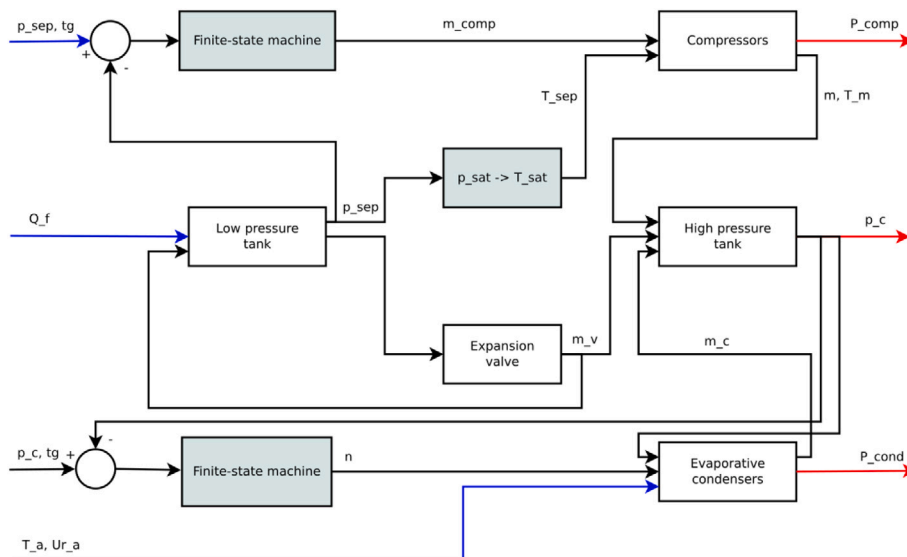 p_sep, tg
+
-
Finite-state machine
m_comp
Compressors
P_comp
T_sep
m, T_m
p_sat -> T_sat
p_sep
Q_f
Low pressure
tank
High pressure
tank
p_c
Expansion
valve
m_v
m_c
p_c, tg
+
-
Finite-state machine
n
Evaporative
condensers
P_cond
T_a, Ur_a